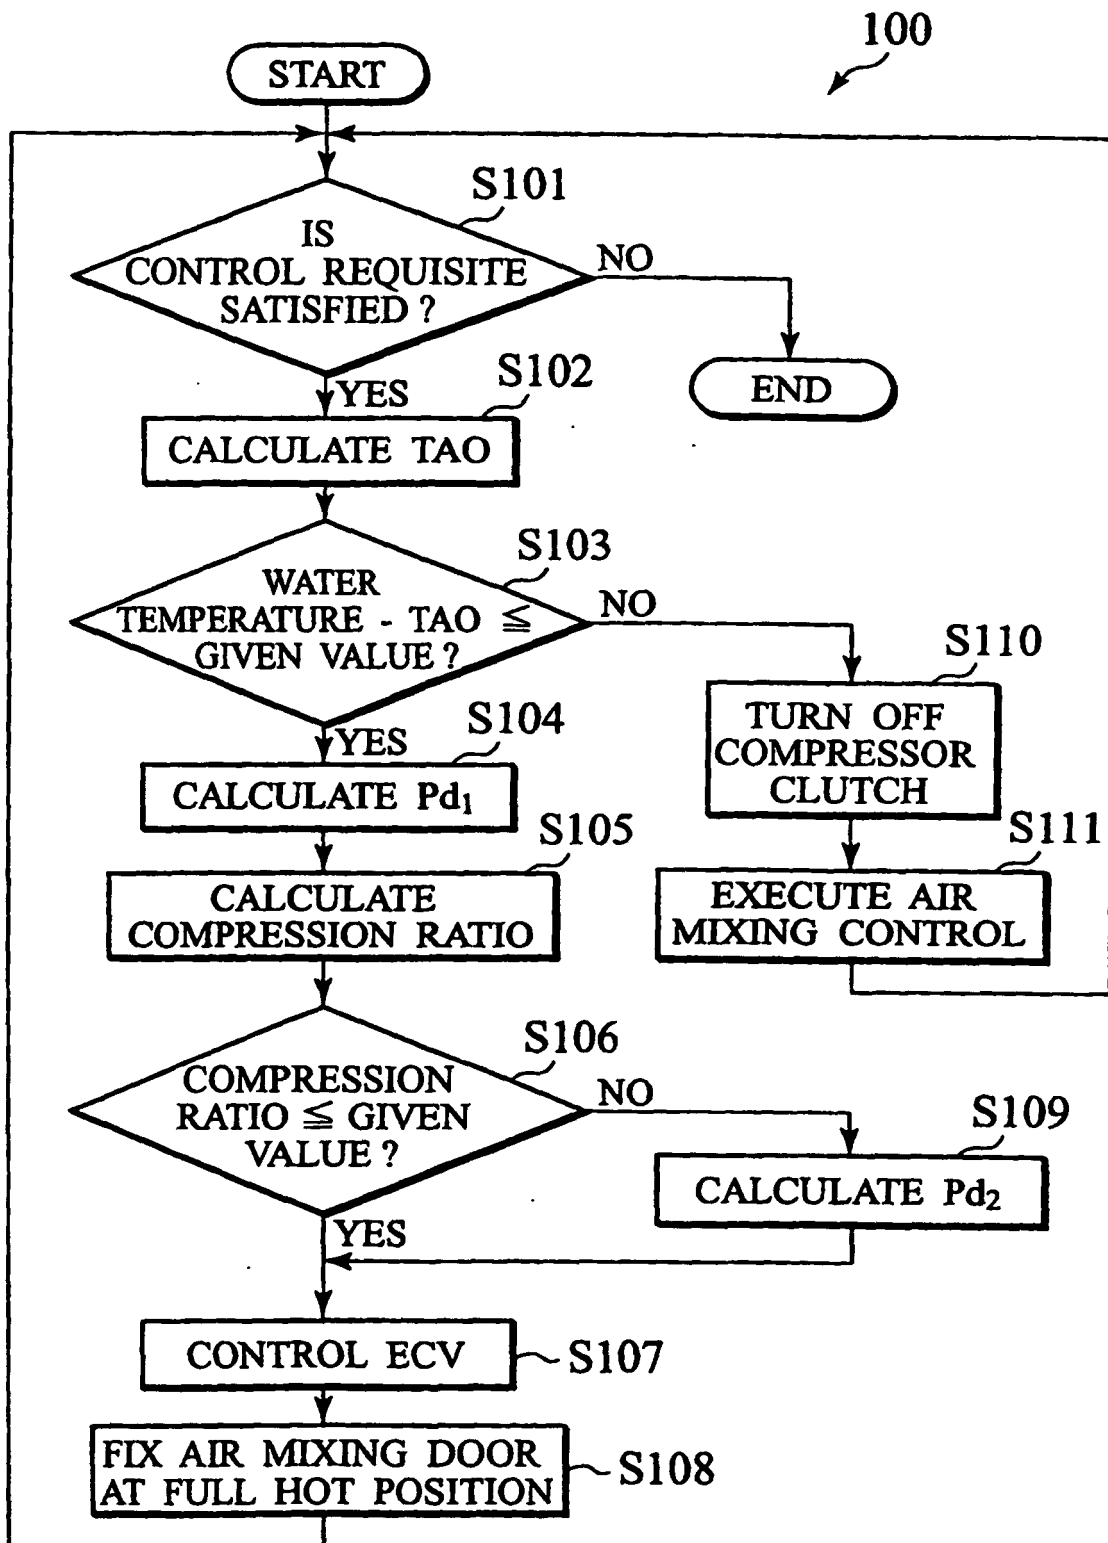 100
START
S101
IS
CONTROL REQUISITE
SATISFIED ?
NO
END
YES
S102
CALCULATE TAO
S103
WATER
TEMPERATURE - TAO ≦
GIVEN VALUE ?
NO
S110
TURN OFF
COMPRESSOR
CLUTCH
YES
S104
CALCULATE Pd₁
S105
CALCULATE
COMPRESSION RATIO
S111
EXECUTE AIR
MIXING CONTROL
S106
COMPRESSION
RATIO ≦ GIVEN
VALUE ?
NO
S109
CALCULATE Pd₂
YES
CONTROL ECV
S107
FIX AIR MIXING DOOR
AT FULL HOT POSITION
S108